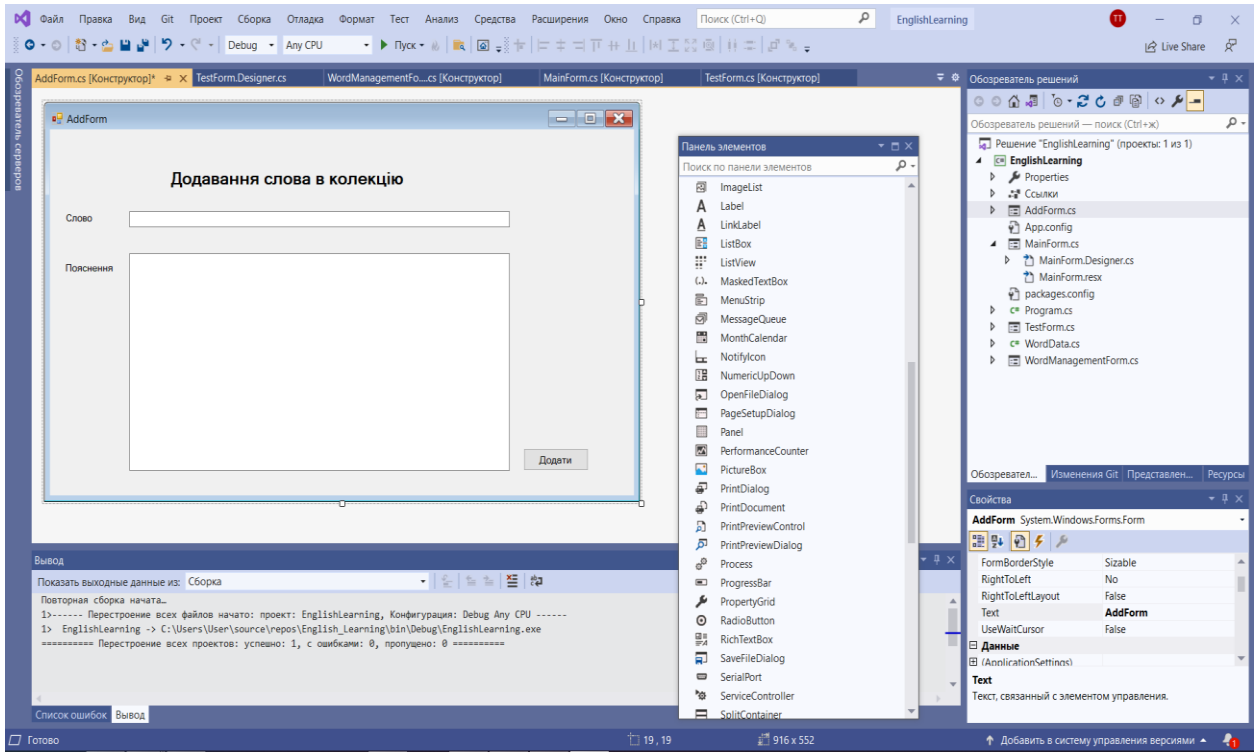 Файл Правка Вид Git Проект Сборка Отладка Формат Тест Анализ Средства Расширения Окно Справка Поиск (Ctrl+Q) EnglishLearning TT
Debug Any CPU Пуск Live Share
Обозреватель серверов
AddForm.cs [Конструктор]* TestForm.Designer.cs WordManagementFo....cs [Конструктор] MainForm.cs [Конструктор] TestForm.cs [Конструктор]
AddForm
Додавання слова в колекцію
Слово
Пояснення
Додати
Панель элементов
Поиск по панели элементов
ImageList
Label
LinkLabel
ListBox
ListView
MaskedTextBox
MenuStrip
MessageQueue
MonthCalendar
NotifyIcon
NumericUpDown
OpenFileDialog
PageSetupDialog
Panel
PerformanceCounter
PictureBox
PrintDialog
PrintDocument
PrintPreviewControl
PrintPreviewDialog
Process
ProgressBar
PropertyGrid
RadioButton
RichTextBox
SaveFileDialog
SerialPort
ServiceController
SplitContainer
Обозреватель решений
Обозреватель решений — поиск (Ctrl+ж)
Решение "EnglishLearning" (проекты: 1 из 1)
EnglishLearning
Properties
Ссылки
AddForm.cs
App.config
MainForm.cs
MainForm.Designer.cs
MainForm.resx
packages.config
Program.cs
TestForm.cs
WordData.cs
WordManagementForm.cs
Обозревател... Изменения Git Представлен... Ресурсы
Свойства
AddForm System.Windows.Forms.Form
FormBorderStyle Sizable
RightToLeft No
RightToLeftLayout False
Text AddForm
UseWaitCursor False
Данные
(ApplicationSettings)
Text
Текст, связанный с элементом управления.
Вывод
Показать выходные данные из: Сборка
Повторная сборка начата…
1>------ Перестроение всех файлов начато: проект: EnglishLearning, Конфигурация: Debug Any CPU ------
1> EnglishLearning -> C:\Users\User\source\repos\English_Learning\bin\Debug\EnglishLearning.exe
========== Перестроение всех проектов: успешно: 1, с ошибками: 0, пропущено: 0 ==========
Список ошибок Вывод
Готово 19 , 19 916 x 552 Добавить в систему управления версиями 1